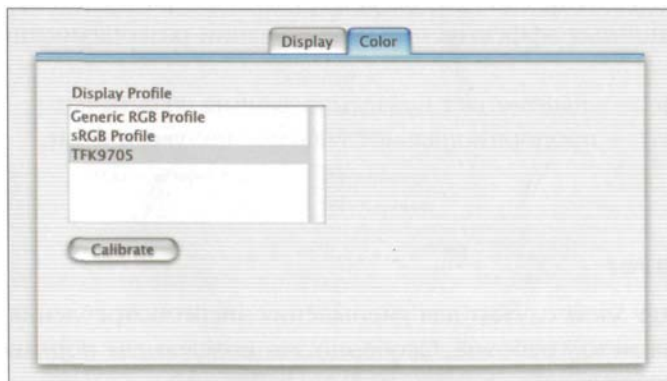 Display Color
Display Profile
Generic RGB Profile
sRGB Profile
TFK9705
Calibrate